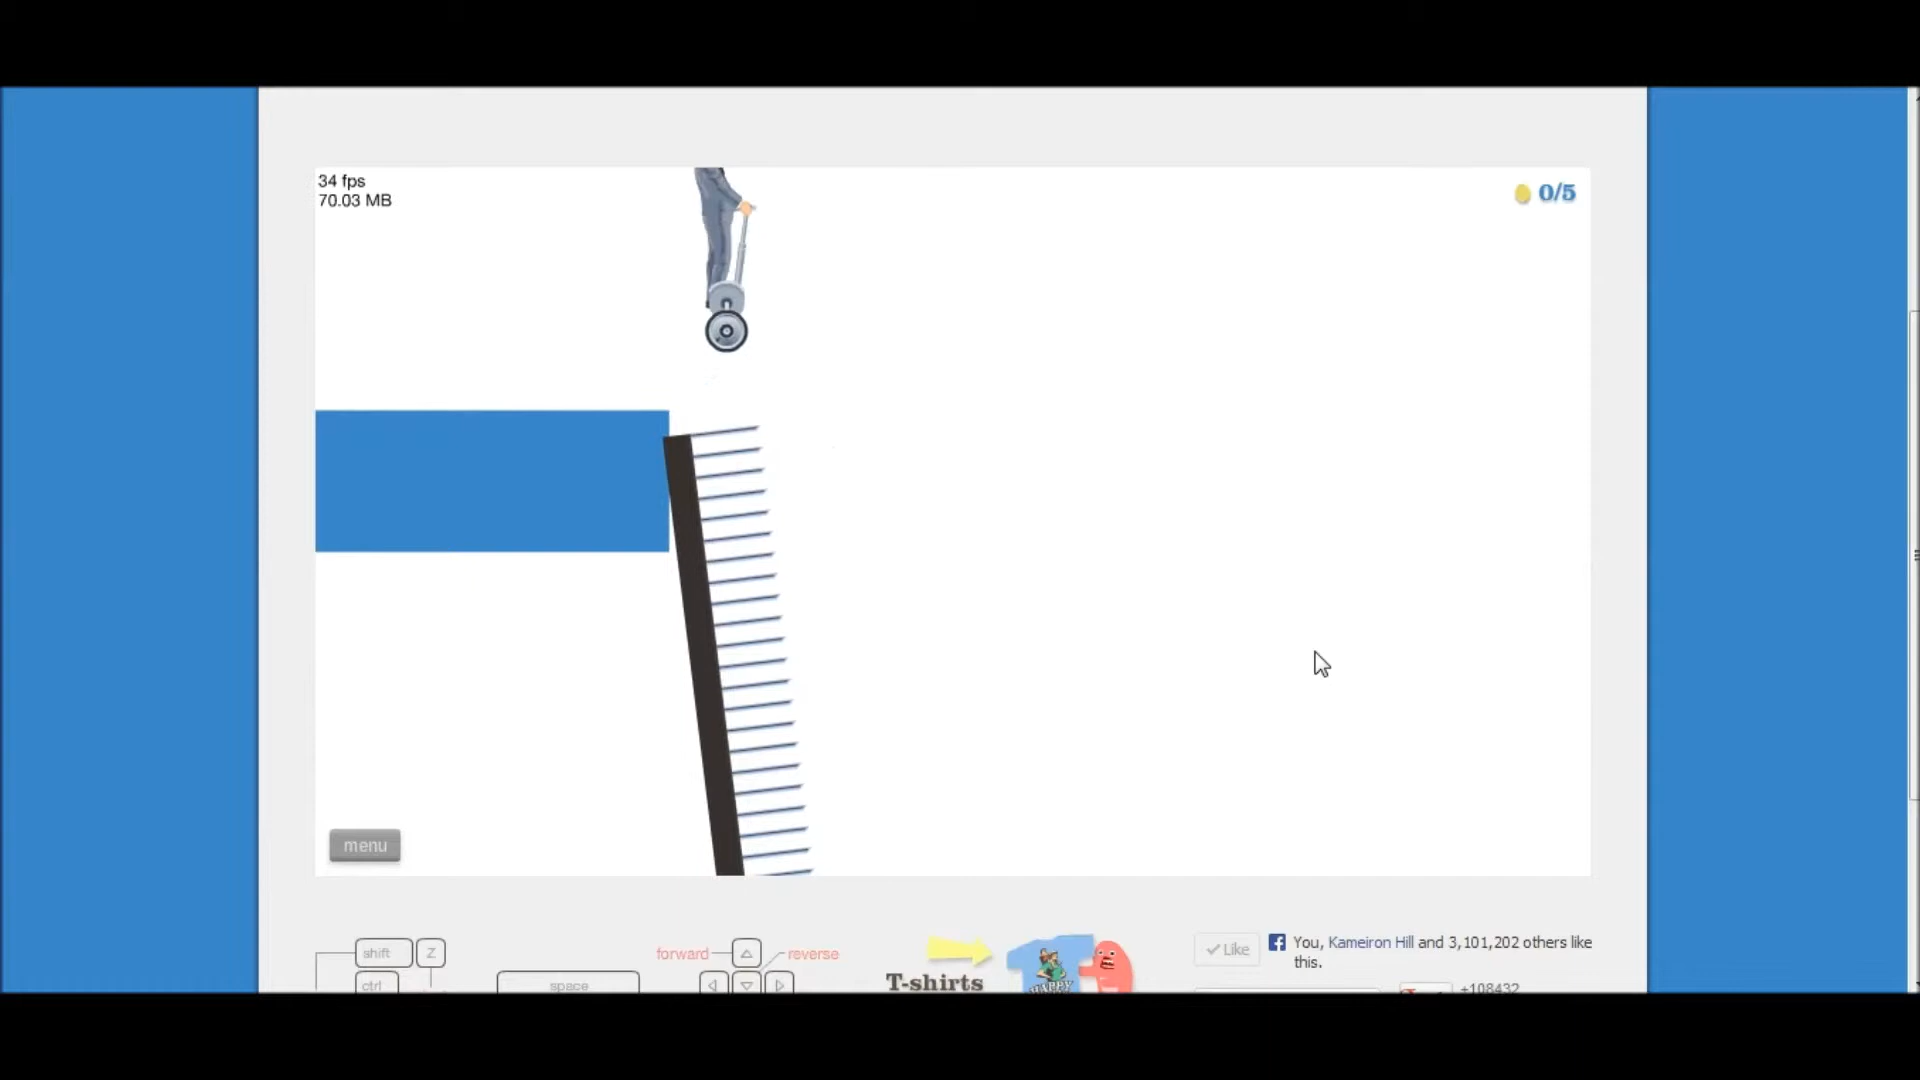 34 fps
70.03 MB
0/5
menu
shift Z
ctrl
space
forward
reverse
T-shirts
HAPPY
Like
You, Kameiron Hill and 3,101,202 others like
this.
+108432